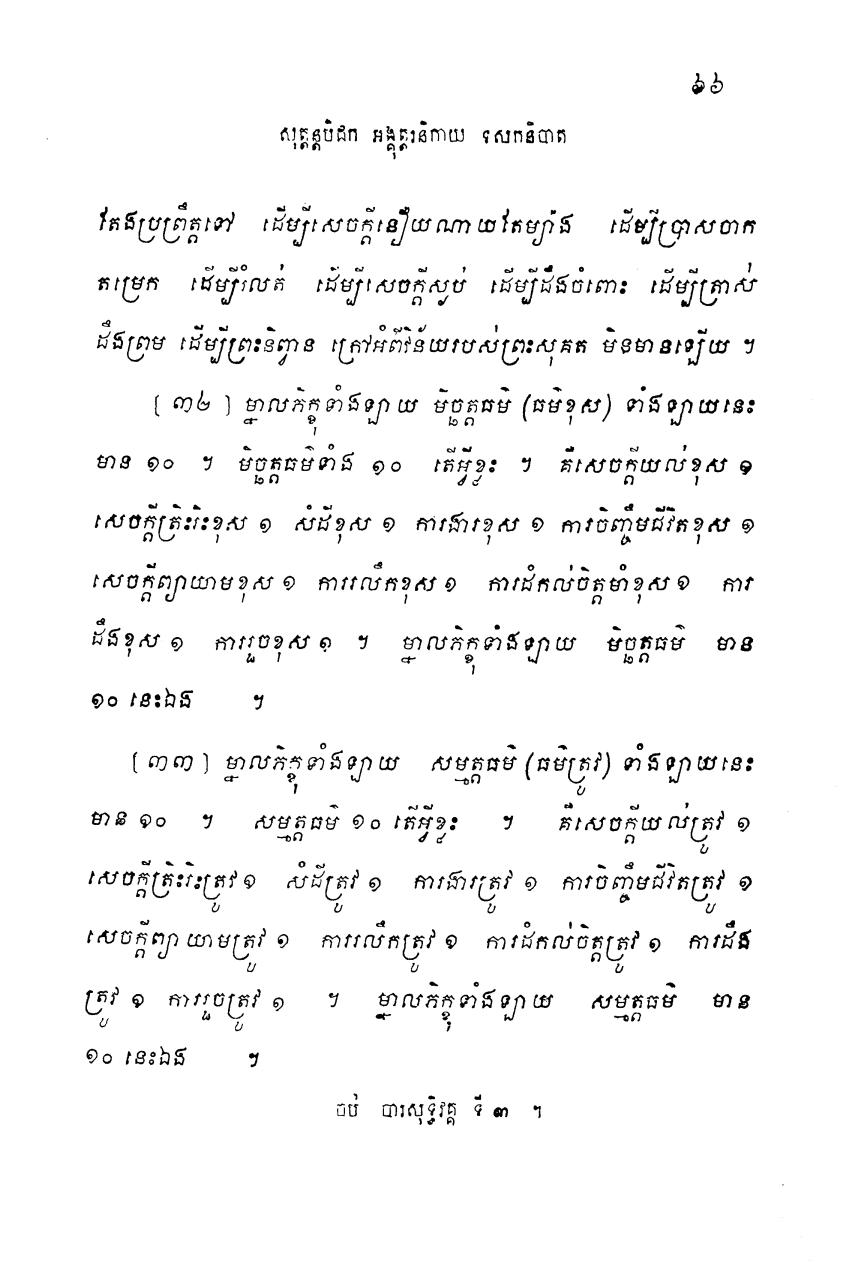 ៦៦
សុត្តន្តបិដក អង្គុត្តរនិកាយ ទសកនិបាត
តែងប្រព្រឹត្តទៅ ដើម្បីសេចក្តីនឿយណាយតែម្យ៉ាង ដើម្បីប្រាសចាក
តម្រេក ដើម្បីរំលត់ ដើម្បីសេចក្តីស្ងប់ ដើម្បីដឹងចំពោះ ដើម្បីត្រាស់
ដឹងព្រម ដើម្បីព្រះនិព្វាន ក្រៅអំពីវិន័យរបស់ព្រះសុគត មិនមានឡើយ ។
[ ៣២ ] ម្នាលភិក្ខុទាំងឡាយ មិច្ឆត្តធម៌ (ធម៌ខុស) ទាំងឡាយនេះ
មាន ១០ ។ មិច្ឆត្តធម៌ទាំង ១០ តើអ្វីខ្លះ ។ គឺសេចក្តីយល់ខុស ១
សេចក្តីត្រិះរិះខុស ១ សំដីខុស ១ ការងារខុស ១ ការចិញ្ចឹមជីវិតខុស ១
សេចក្តីព្យាយាមខុស ១ ការរលឹកខុស ១ ការដំកល់ចិត្តមាំខុស ១ ការ
ដឹងខុស ១ ការរួចខុស ១ ។ ម្នាលភិក្ខុទាំងឡាយ មិច្ឆត្តធម៌ មាន
១០ នេះឯង ។
[ ៣៣ ] ម្នាលភិក្ខុទាំងឡាយ សម្មត្តធម៌ (ធម៌ត្រូវ) ទាំងឡាយនេះ
មាន ១០ ។ សម្មត្តធម៌ ១០ តើអ្វីខ្លះ ។ គឺសេចក្តីយល់ត្រូវ ១
សេចក្តីត្រិះរិះត្រូវ ១ សំដីត្រូវ ១ ការងារត្រូវ ១ ការចិញ្ចឹមជីវិតត្រូវ ១
សេចក្តីព្យាយាមត្រូវ ១ ការរលឹកត្រូវ ១ ការដំកល់ចិត្តត្រូវ ១ ការដឹង
ត្រូវ ១ ការរួចត្រូវ ១ ។ ម្នាលភិក្ខុទាំងឡាយ សម្មត្តធម៌ មាន
១០ នេះឯង ។
ចប់ បារសុទ្ធិវគ្គ ទី ៣ ។